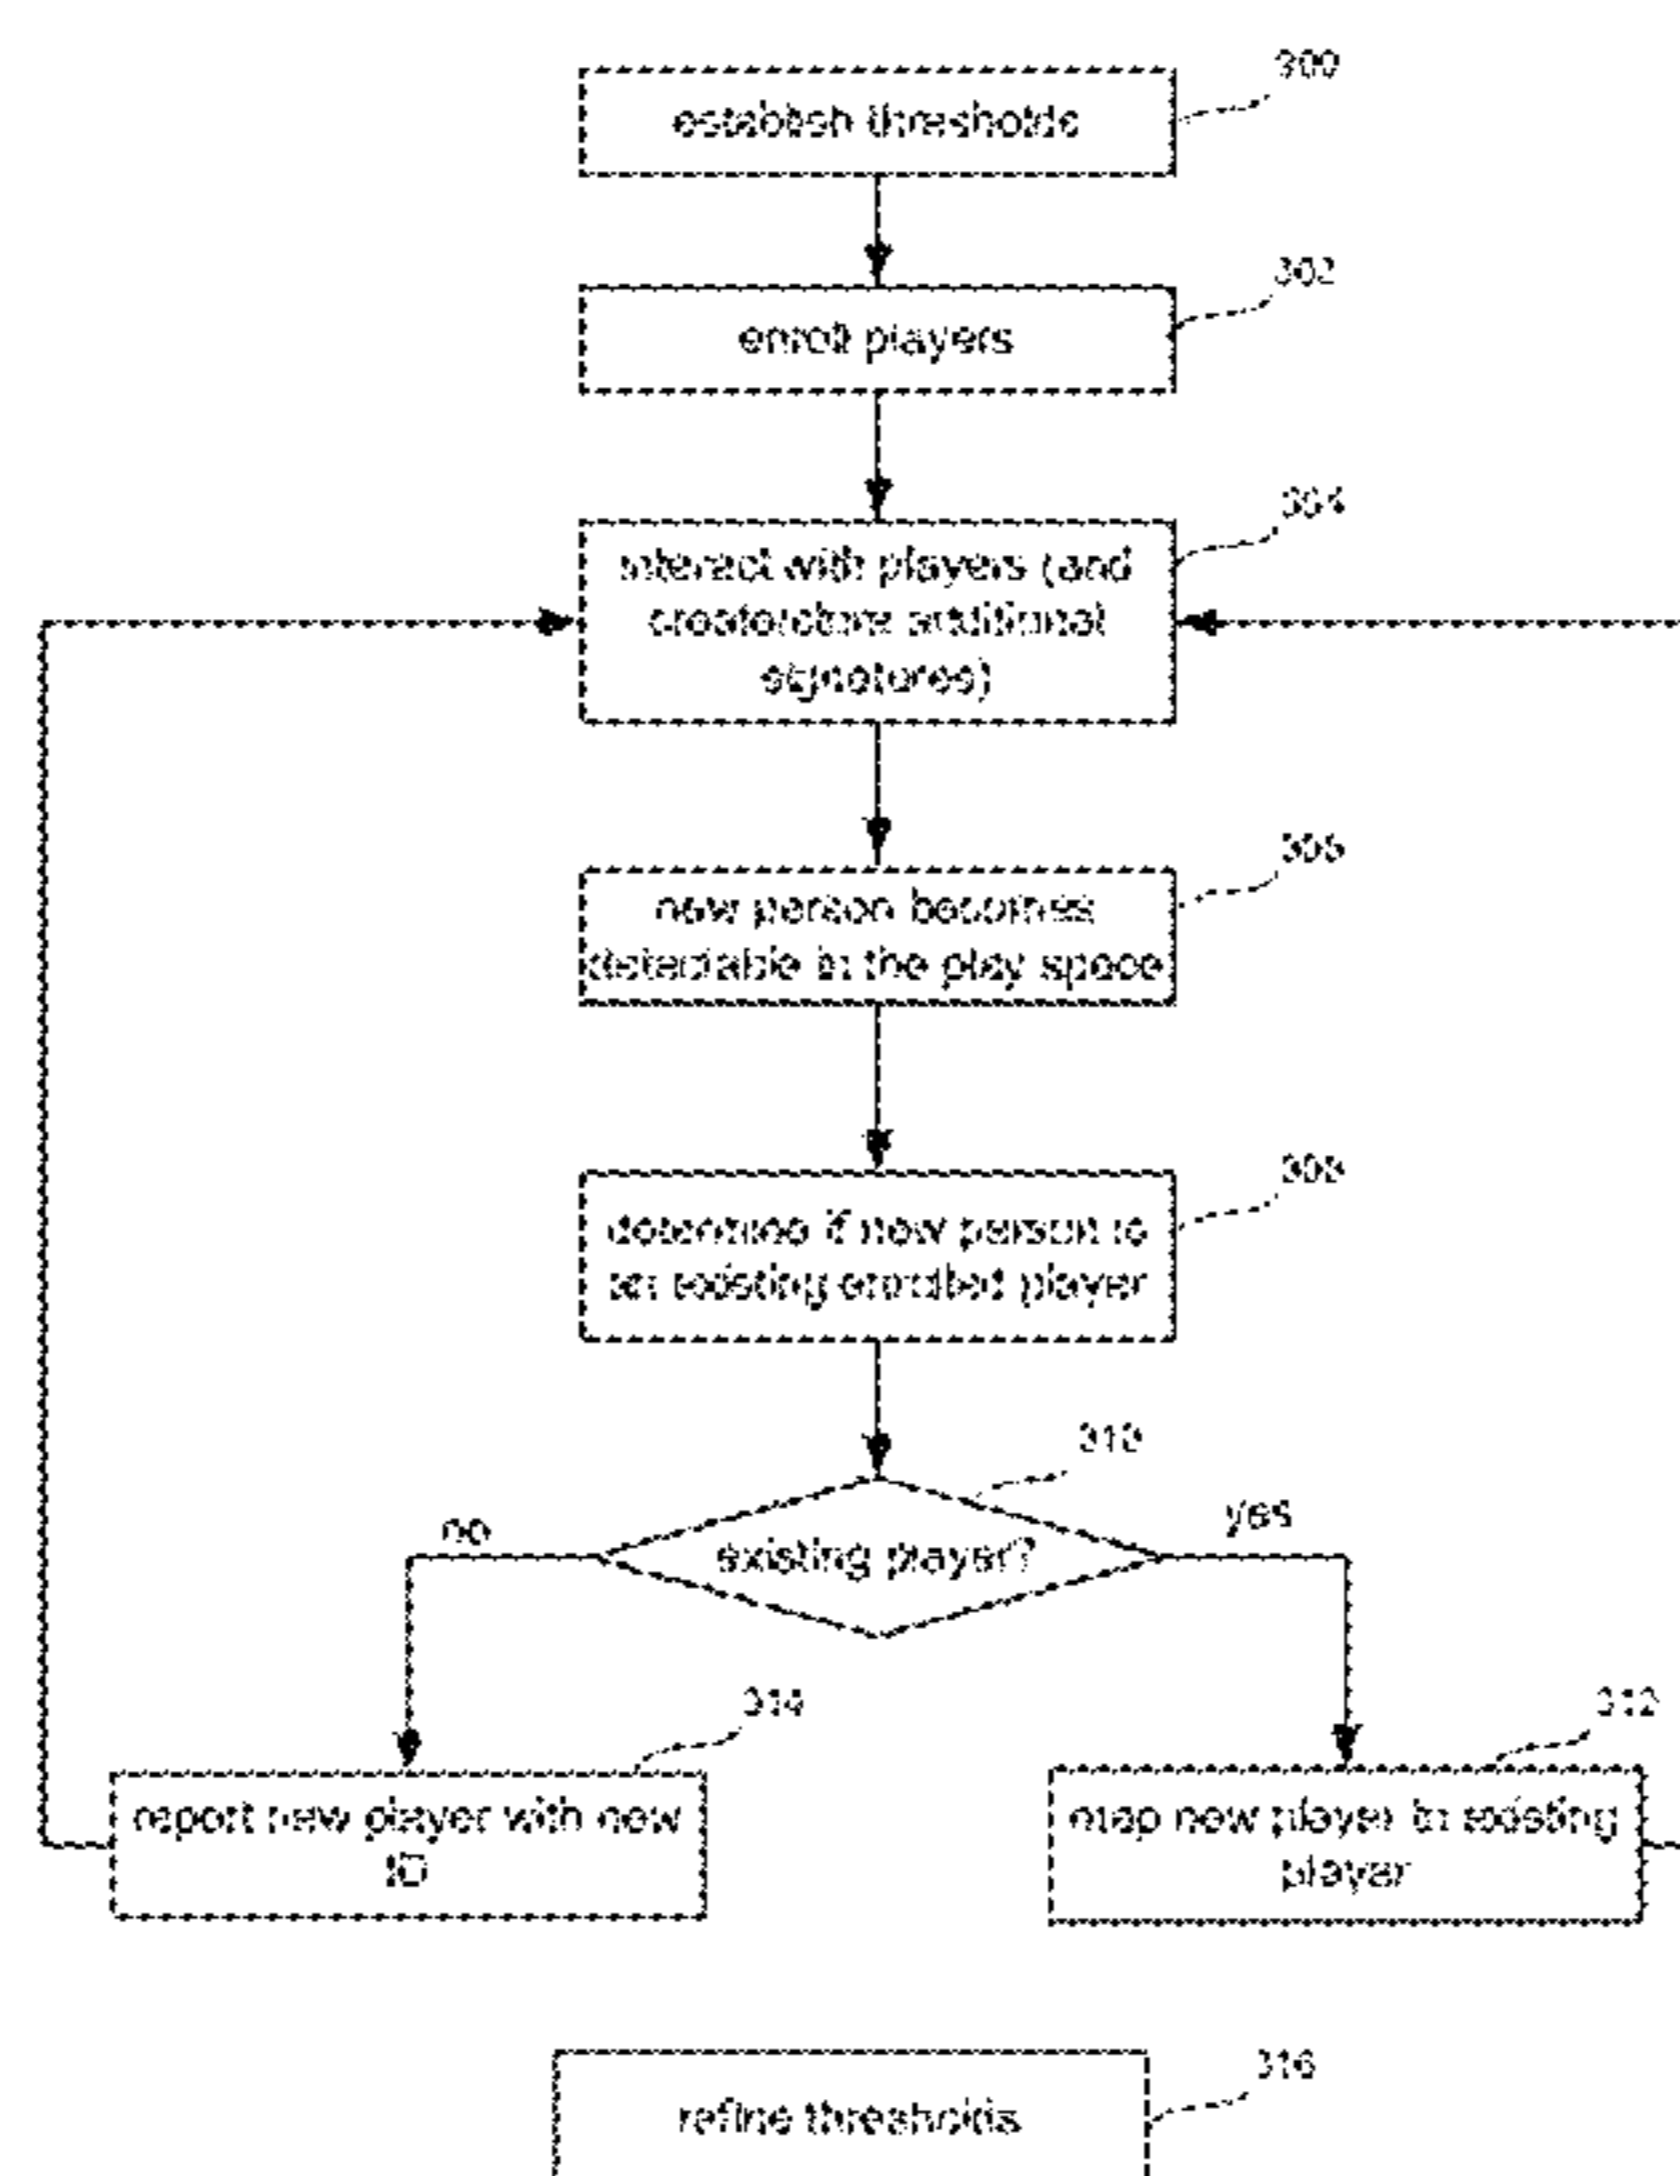 300
establish thresholds
302
enroll players
304
interact with players (and
create/store additional
signatures)
306
new person becomes
detectable in the play space
308
determine if new person is
an existing enrolled player
310
existing player?
no
yes
314
312
report new player with new
ID
map new player to existing
player
316
refine thresholds